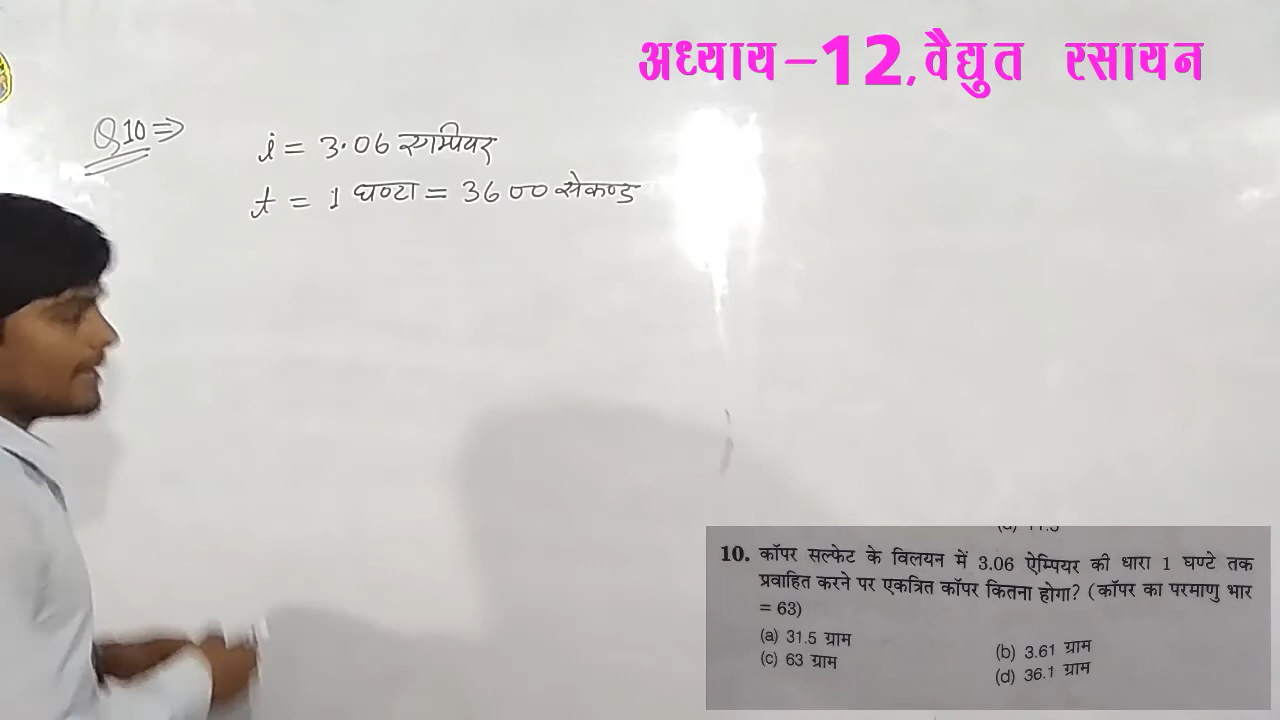 अध्याय-12, वैद्युत रसायन
Q10⇒
i = 3.06 एम्पियर
t = 1 घण्टा = 3600 सेकण्ड
10. कॉपर सल्फेट के विलयन में 3.06 ऐम्पियर की धारा 1 घण्टे तक
प्रवाहित करने पर एकत्रित कॉपर कितना होगा? (कॉपर का परमाणु भार
= 63)
(a) 31.5 ग्राम
(b) 3.61 ग्राम
(c) 63 ग्राम
(d) 36.1 ग्राम